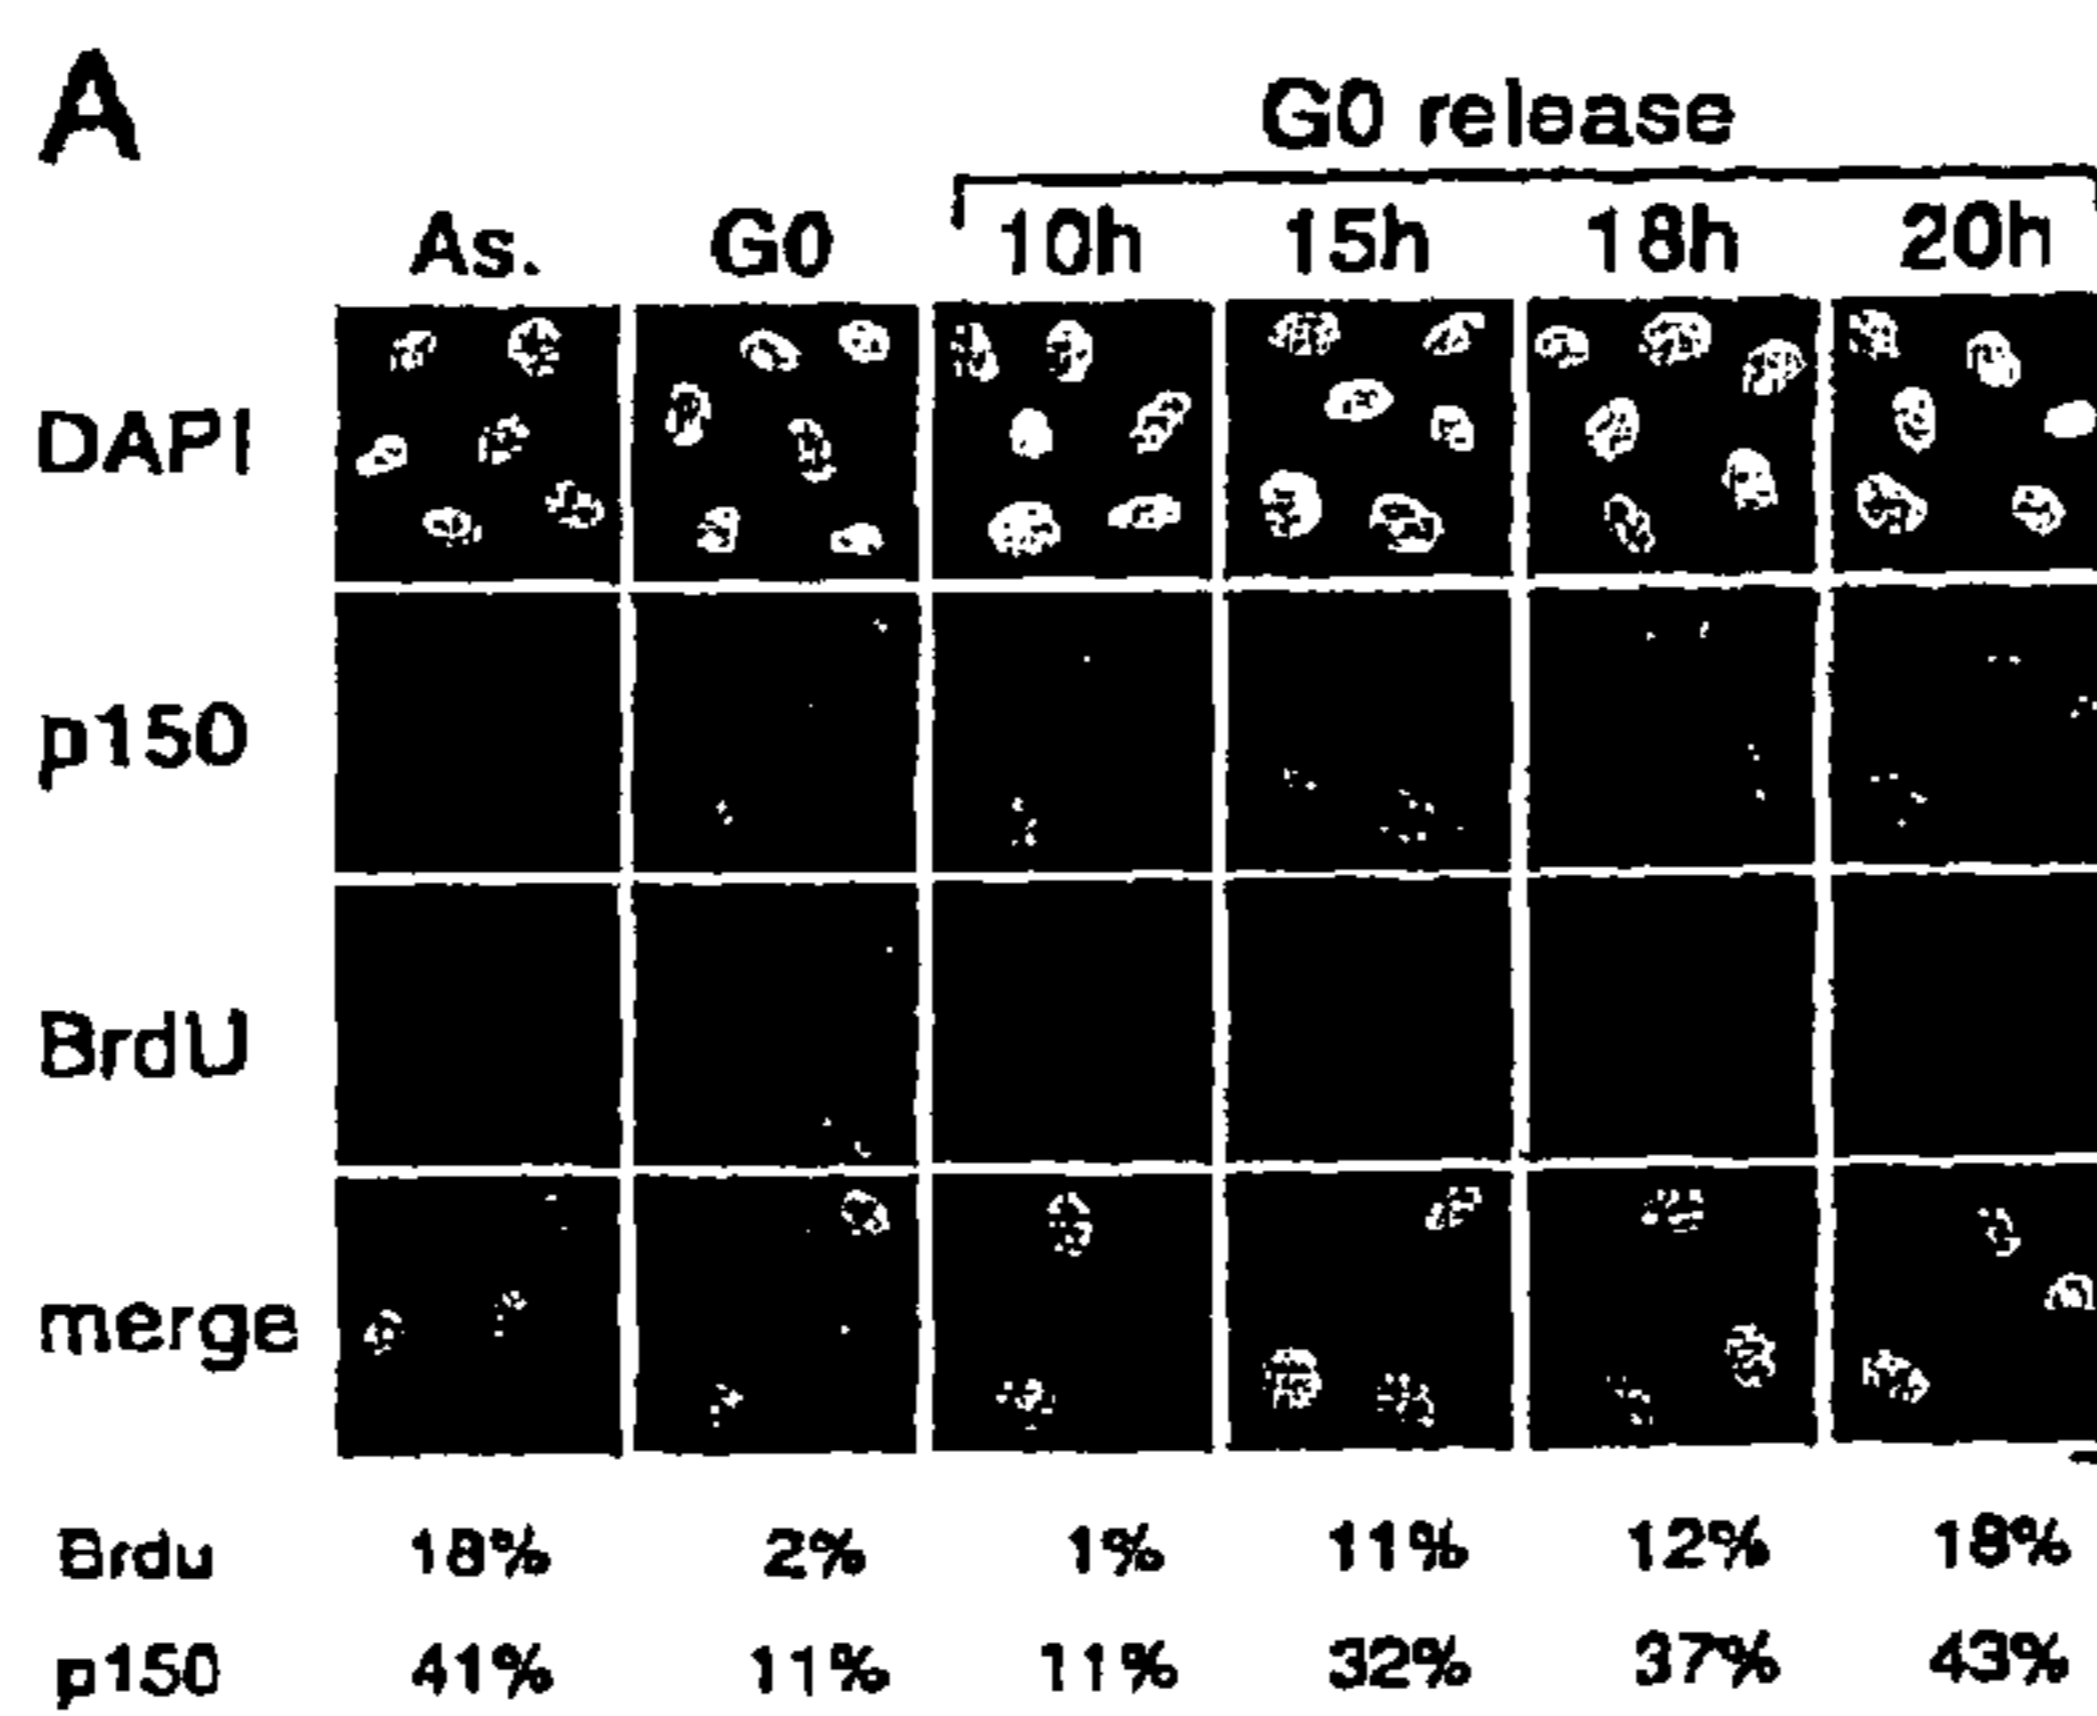 A
G0 release
As. G0 10h 15h 18h 20h
DAPI
p150
BrdU
merge
Brdu 18% 2% 1% 11% 12% 18%
p150 41% 11% 11% 32% 37% 43%